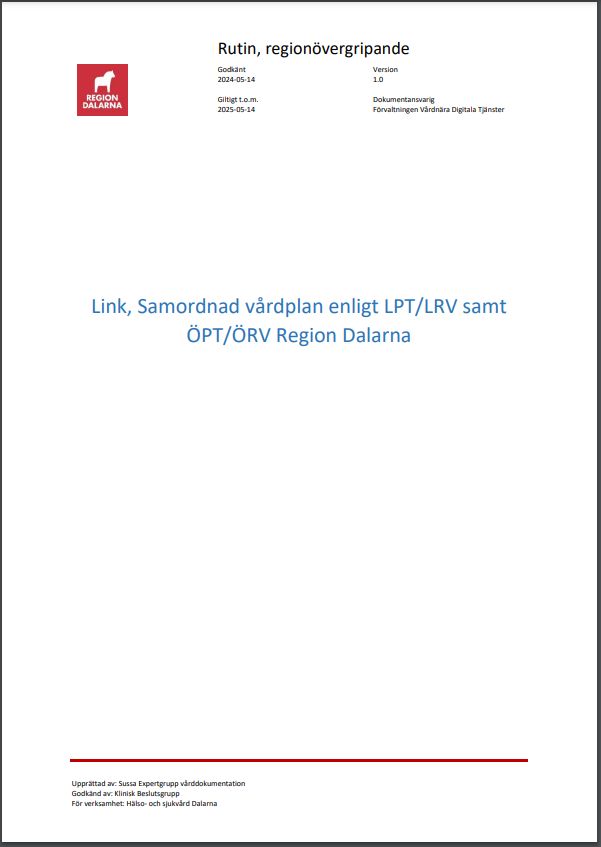 Rutin, regionövergripande
Godkänt
2024-05-14
Version
1.0
Giltigt t.o.m.
2025-05-14
Dokumentansvarig
Förvaltningen Vårdnära Digitala Tjänster
REGION
DALARNA
Link, Samordnad vårdplan enligt LPT/LRV samt
ÖPT/ÖRV Region Dalarna
Upprättad av: Sussa Expertgrupp vårddokumentation
Godkänd av: Klinisk Beslutsgrupp
För verksamhet: Hälso- och sjukvård Dalarna